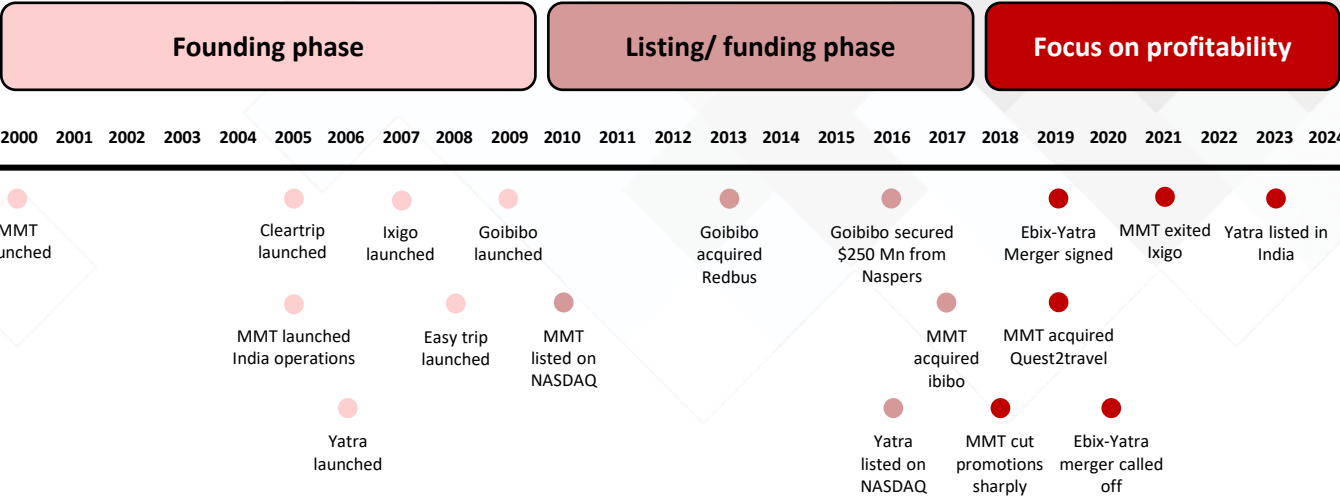 Founding phase
Listing/ funding phase
Focus on profitability
2000 2001 2002 2003 2004 2005 2006 2007 2008 2009 2010 2011 2012 2013 2014 2015 2016 2017 2018 2019 2020 2021 2022 2023 2024
MMT
unched
Cleartrip
launched
Ixigo
launched
Goibibo
launched
Goibibo
acquired
Redbus
Goibibo secured
$250 Mn from
Naspers
Ebix-Yatra
Merger signed
MMT exited
Ixigo
Yatra listed in
India
MMT launched
India operations
Easy trip
launched
MMT
listed on
NASDAQ
MMT
acquired
ibibo
MMT acquired
Quest2travel
Yatra
launched
Yatra
listed on
NASDAQ
MMT cut
promotions
sharply
Ebix-Yatra
merger called
off